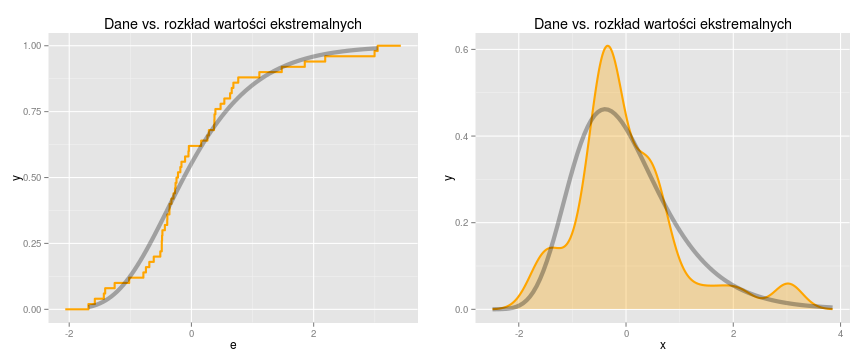 Dane vs. rozkład wartości ekstremalnych
1.00
0.75
0.50
0.25
0.00
y
-2
0
2
e
Dane vs. rozkład wartości ekstremalnych
0.6
0.4
0.2
0.0
y
-2
0
2
4
x